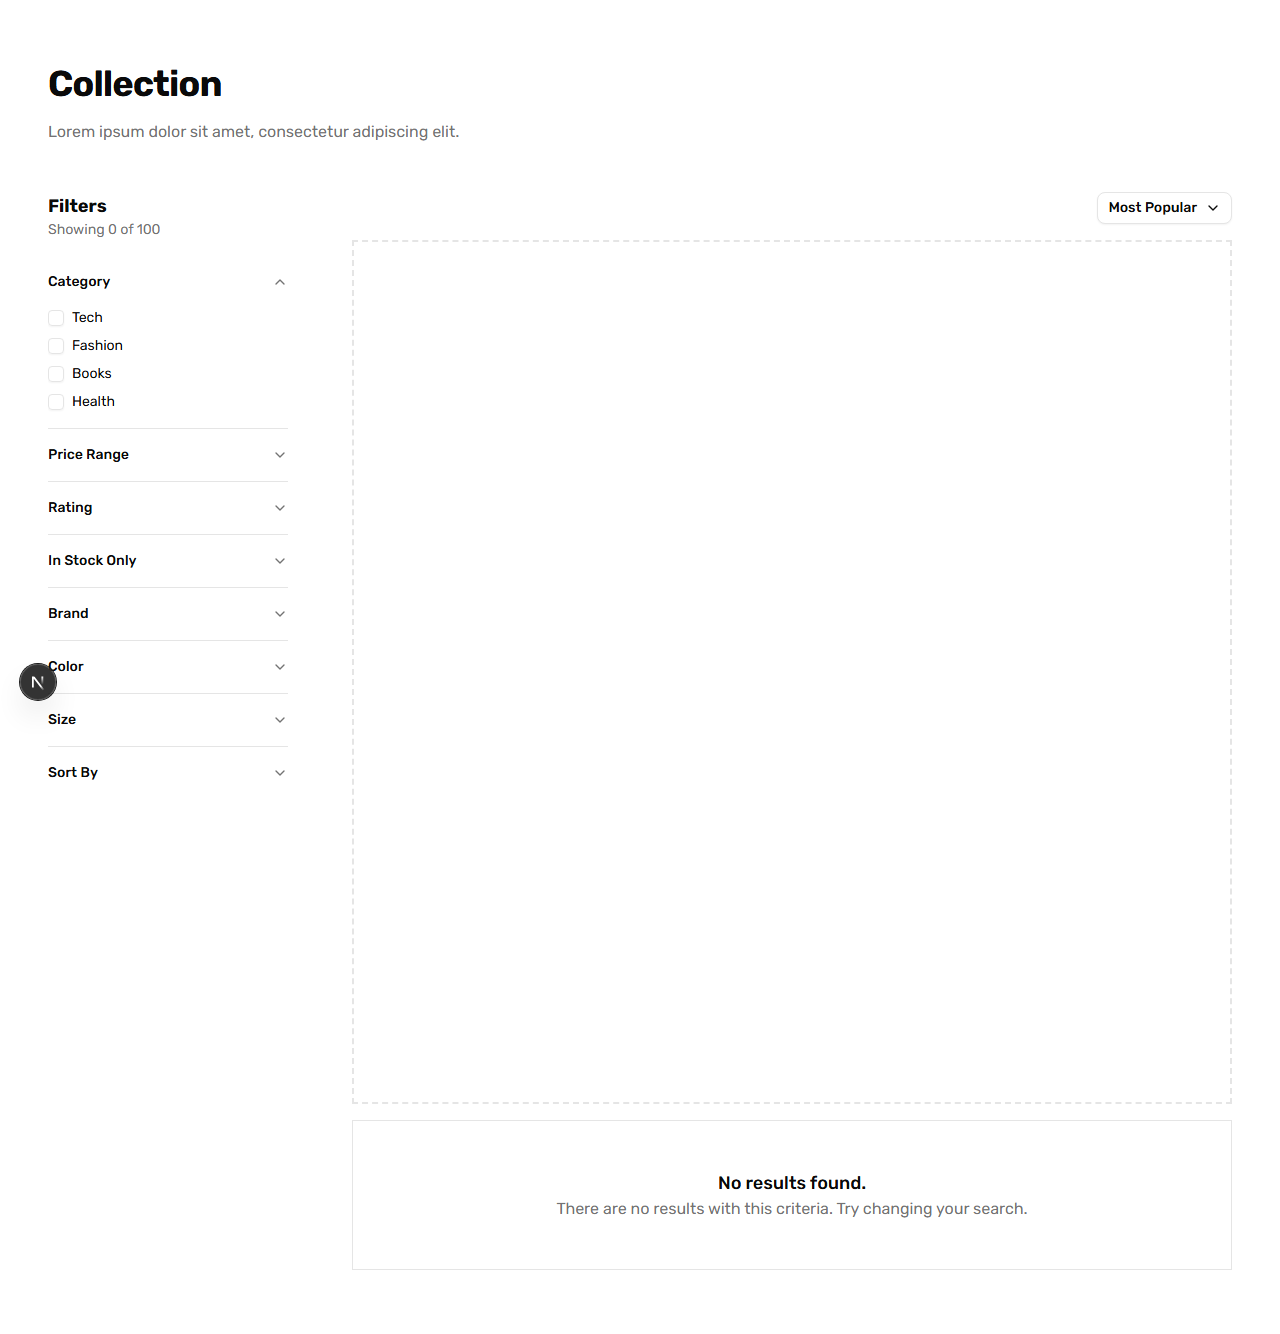 Collection
Lorem ipsum dolor sit amet, consectetur adipiscing elit.
Filters
Showing 0 of 100
Most Popular
Category
Tech
Fashion
Books
Health
Price Range
Rating
In Stock Only
Brand
Color
N
Size
Sort By
No results found.
There are no results with this criteria. Try changing your search.